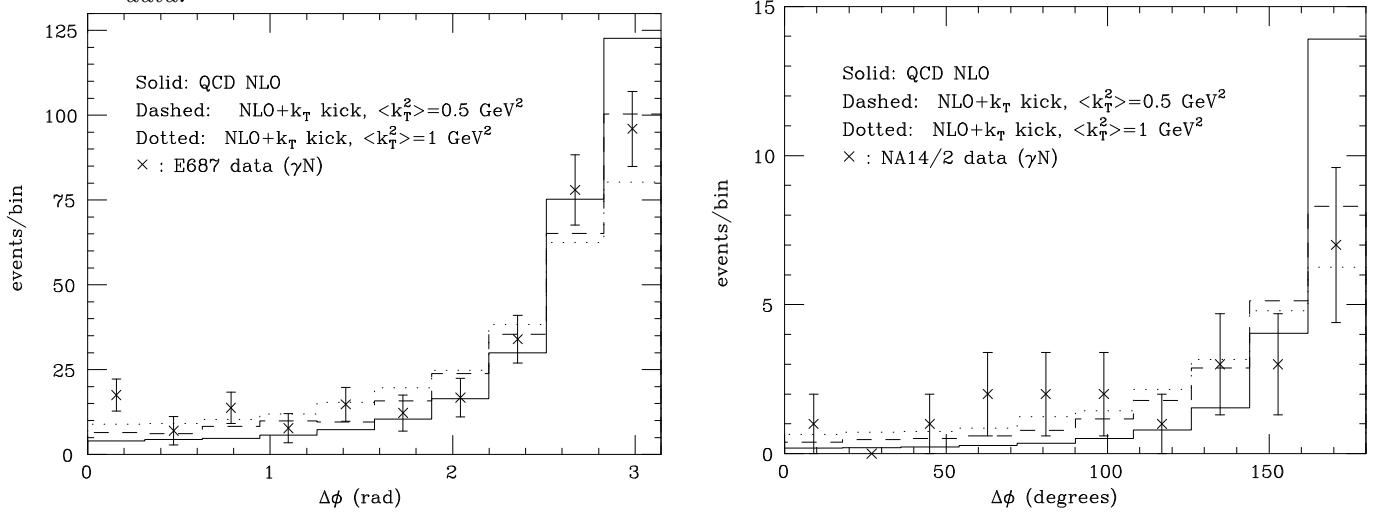 data.
125
100
75
50
25
0
events/bin
Solid: QCD NLO
Dashed: NLO+k_T kick, <k_T^2>=0.5 GeV^2
Dotted: NLO+k_T kick, <k_T^2>=1 GeV^2
× : E687 data (γN)
0 1 2 3
Δϕ (rad)
15
10
5
0
events/bin
Solid: QCD NLO
Dashed: NLO+k_T kick, <k_T^2>=0.5 GeV^2
Dotted: NLO+k_T kick, <k_T^2>=1 GeV^2
× : NA14/2 data (γN)
0 50 100 150
Δϕ (degrees)